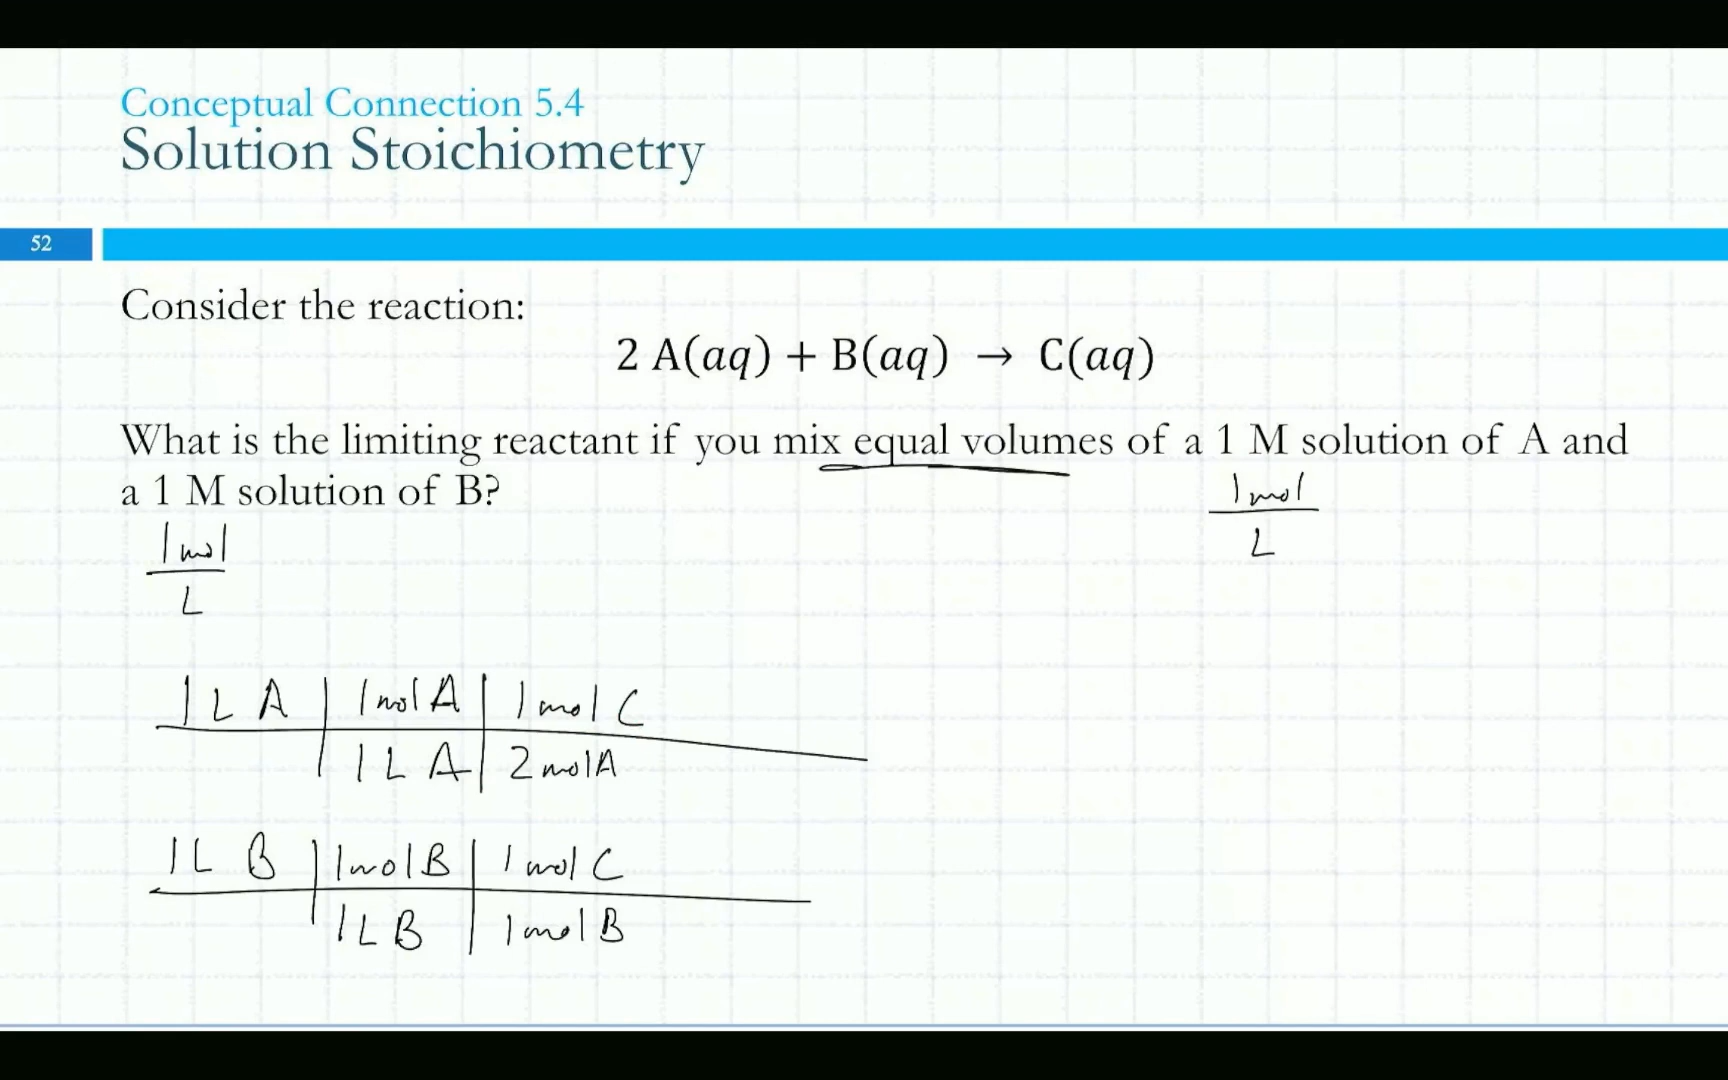 Conceptual Connection 5.4
Solution Stoichiometry
52
Consider the reaction:
2 A(aq) + B(aq) → C(aq)
What is the limiting reactant if you mix equal volumes of a 1 M solution of A and
a 1 M solution of B?
1 mol
L
1 mol
L
1 L A | 1 mol A | 1 mol C
1 L A | 2 mol A
1 L B | 1 mol B | 1 mol C
1 L B | 1 mol B